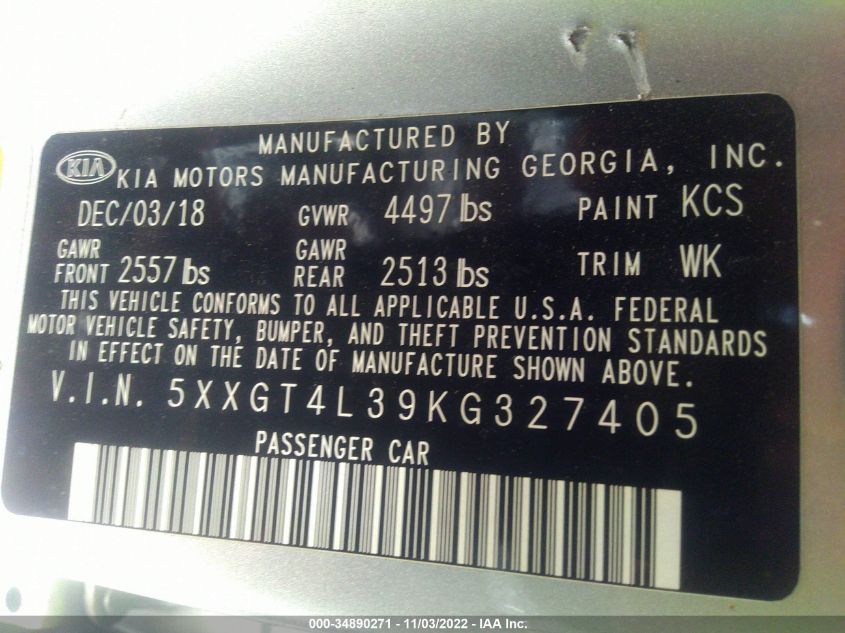 MANUFACTURED BY
KIA KIA MOTORS MANUFACTURING GEORGIA, INC.
DEC/03/18 GVWR 4497 lbs PAINT KCS
GAWR FRONT 2557 lbs GAWR REAR 2513 lbs TRIM WK
THIS VEHICLE CONFORMS TO ALL APPLICABLE U.S.A. FEDERAL
MOTOR VEHICLE SAFETY, BUMPER, AND THEFT PREVENTION STANDARDS
IN EFFECT ON THE DATE OF MANUFACTURE SHOWN ABOVE.
V.I.N. 5XXGT4L39KG327405
PASSENGER CAR
000-34890271 - 11/03/2022 - IAA Inc.